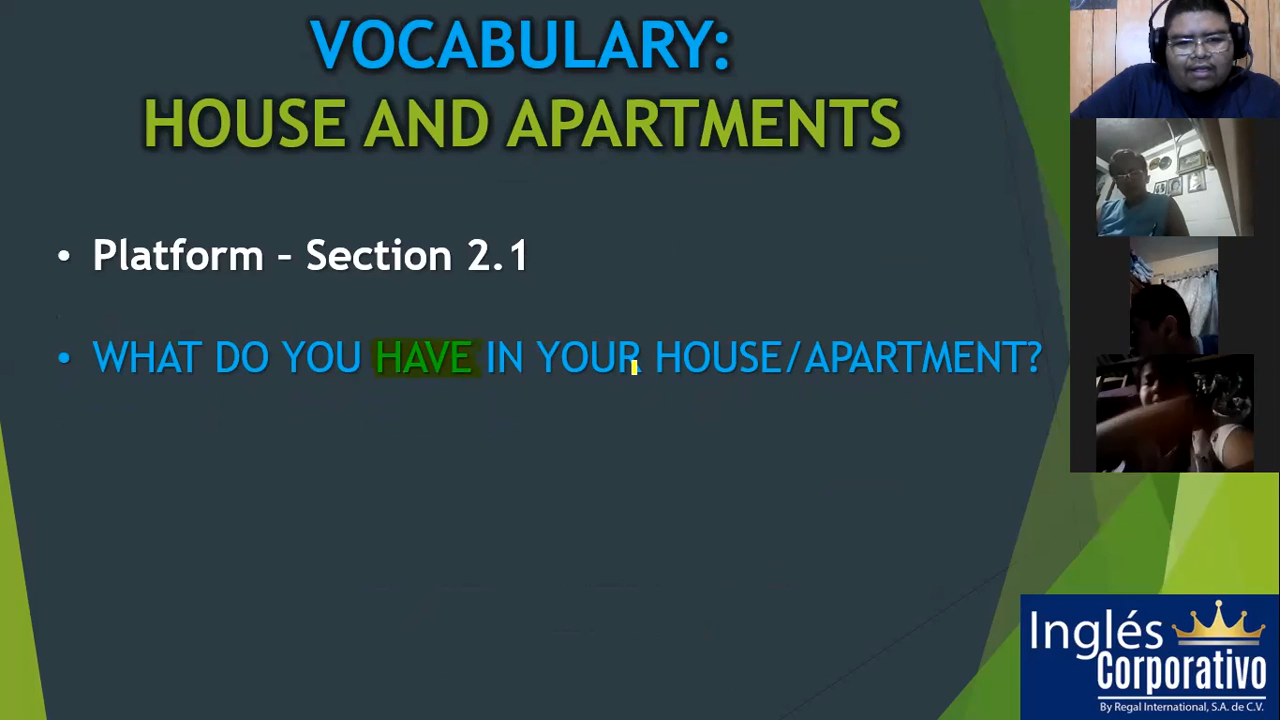 VOCABULARY:
HOUSE AND APARTMENTS
• Platform – Section 2.1
• WHAT DO YOU HAVE IN YOUR HOUSE/APARTMENT?
Inglés
Corporativo
By Regal International, S.A. de C.V.